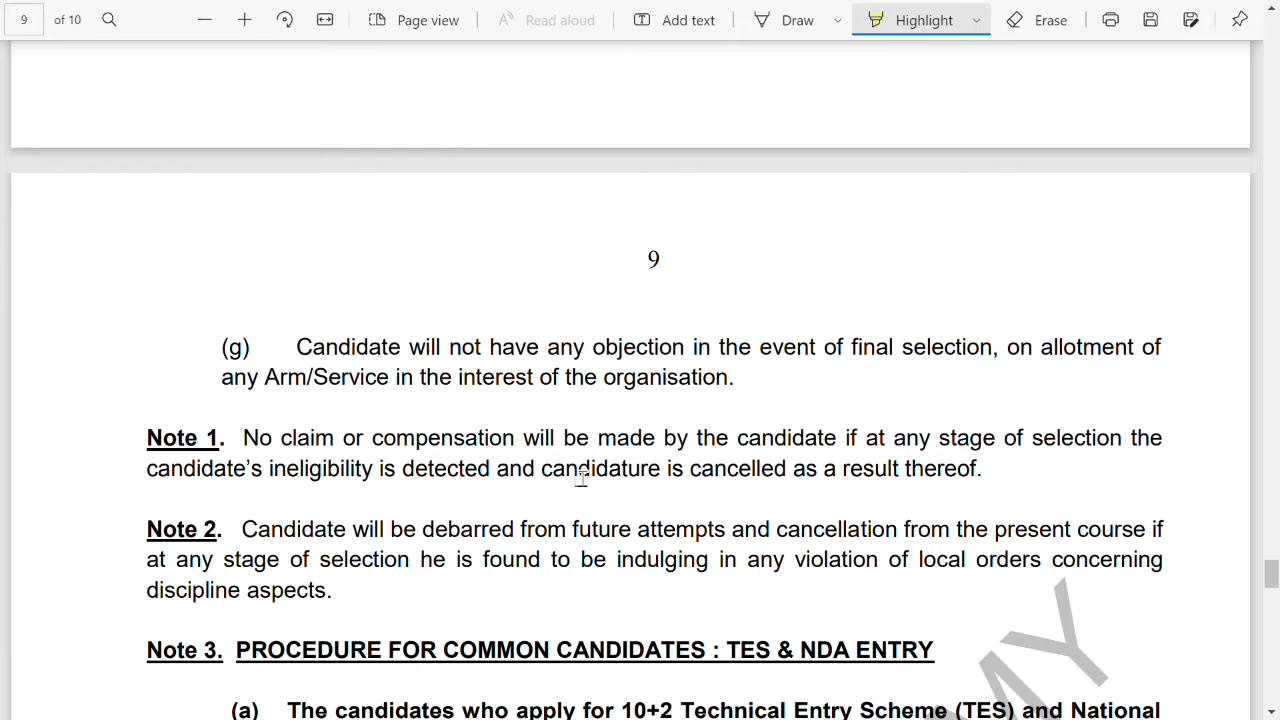 9 of 10 Page view Read aloud Add text Draw Highlight Erase
9
(g) Candidate will not have any objection in the event of final selection, on allotment of
any Arm/Service in the interest of the organisation.
Note 1. No claim or compensation will be made by the candidate if at any stage of selection the
candidate's ineligibility is detected and candidature is cancelled as a result thereof.
Note 2. Candidate will be debarred from future attempts and cancellation from the present course if
at any stage of selection he is found to be indulging in any violation of local orders concerning
discipline aspects.
Note 3. PROCEDURE FOR COMMON CANDIDATES : TES & NDA ENTRY
(a) The candidates who apply for 10+2 Technical Entry Scheme (TES) and National